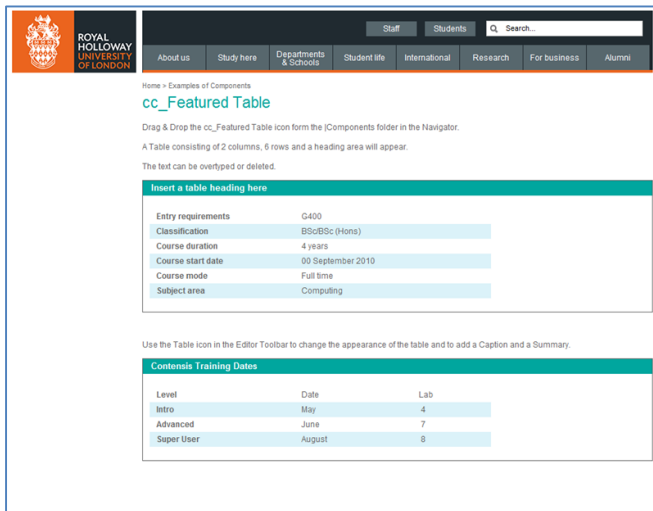 ROYAL
HOLLOWAY
UNIVERSITY
OF LONDON
Staff Students Search...
About us Study here Departments & Schools Student life International Research For business Alumni
Home > Examples of Components
cc_Featured Table
Drag & Drop the cc_Featured Table icon form the |Components folder in the Navigator.
A Table consisting of 2 columns, 6 rows and a heading area will appear.
The text can be overtyped or deleted.
Insert a table heading here
Entry requirements G400
Classification BSc/BSc (Hons)
Course duration 4 years
Course start date 00 September 2010
Course mode Full time
Subject area Computing
Use the Table icon in the Editor Toolbar to change the appearance of the table and to add a Caption and a Summary.
Contensis Training Dates
Level Date Lab
Intro May 4
Advanced June 7
Super User August 8